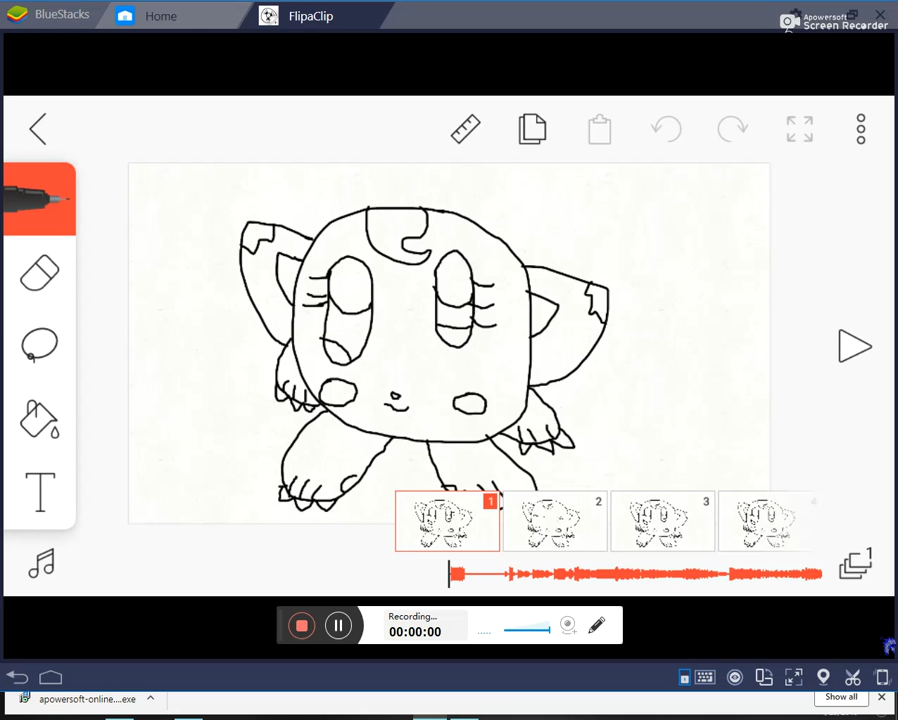 BlueStacks
Home
FlipaClip
Apowersoft
Screen Recorder
T
1
2
3
4
1
Recording...
00:00:00
apowersoft-online....exe
Show all